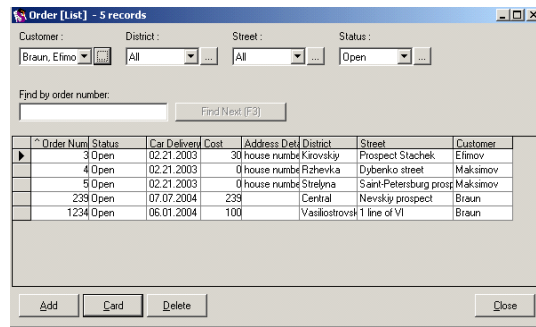 Order [List] - 5 records
Customer : District : Street : Status :
Braun, Efimo ... All ... All ... Open ...
Find by order number:
Find Next (F3)
^ Order Num Status Car Delivery Cost Address Deta District Street Customer
3 Open 02.21.2003 30 house numbe Kirovskiy Prospect Stachek Efimov
4 Open 02.21.2003 0 house numbe Rzhevka Dybenko street Maksimov
5 Open 02.21.2003 0 house numbe Strelyna Saint-Petersburg prosp Maksimov
239 Open 07.07.2004 239 Central Nevskiy prospect Braun
1234 Open 06.01.2004 100 Vasiliostrovsk 1 line of VI Braun
Add Card Delete Close